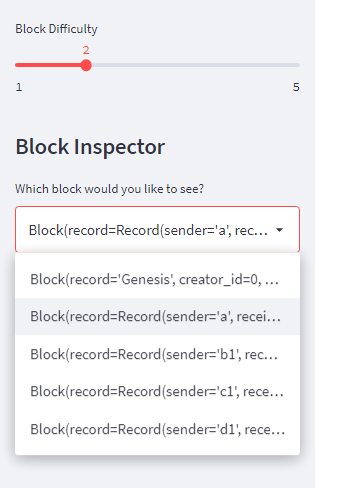 Block Difficulty
2
1 5
Block Inspector
Which block would you like to see?
Block(record=Record(sender='a', rec...
Block(record='Genesis', creator_id=0, ...
Block(record=Record(sender='a', recei...
Block(record=Record(sender='b1', rec...
Block(record=Record(sender='c1', rece...
Block(record=Record(sender='d1', rece...